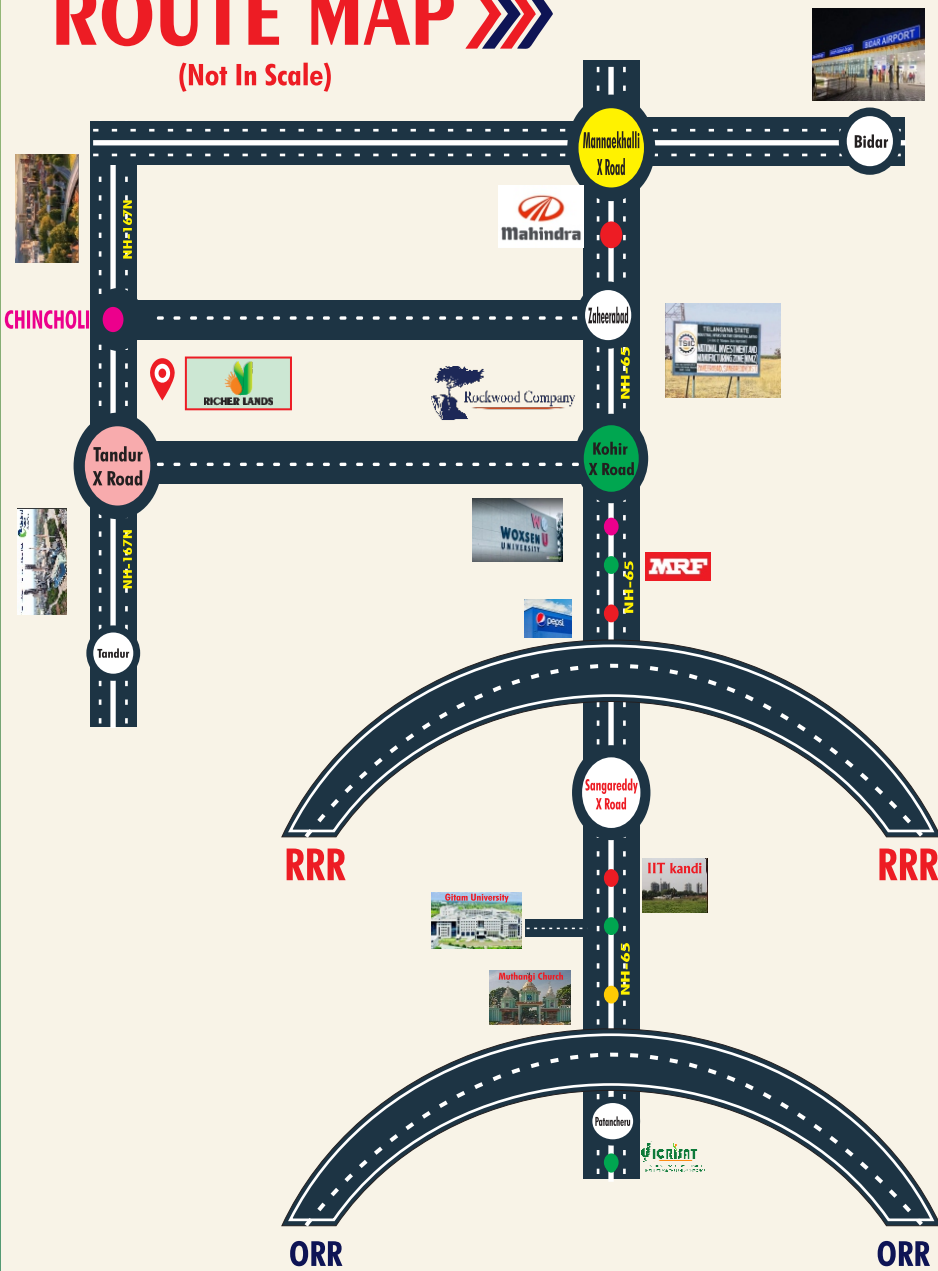 ROUTE MAP
(Not In Scale)
BIDAR AIRPORT
Mannaekhalli
X Road
Bidar
NH-167N
Mahindra
CHINCHOLI
Zaheerabad
TELANGANA STATE
TSIIC
NATIONAL INVESTMENT AND
MANUFACTURING ZONE (NIMZ)
NH-65
RICHER LANDS
Rockwood Company
Tandur
X Road
Kohir
X Road
WOXSEN
UNIVERSITY
U
NH-167N
MRF
NH-65
pepsi
Tandur
Sangareddy
X Road
RRR
RRR
IIT kandi
Gitam University
NH-65
Muthangi Church
Patancheru
ICRISAT
ORR
ORR